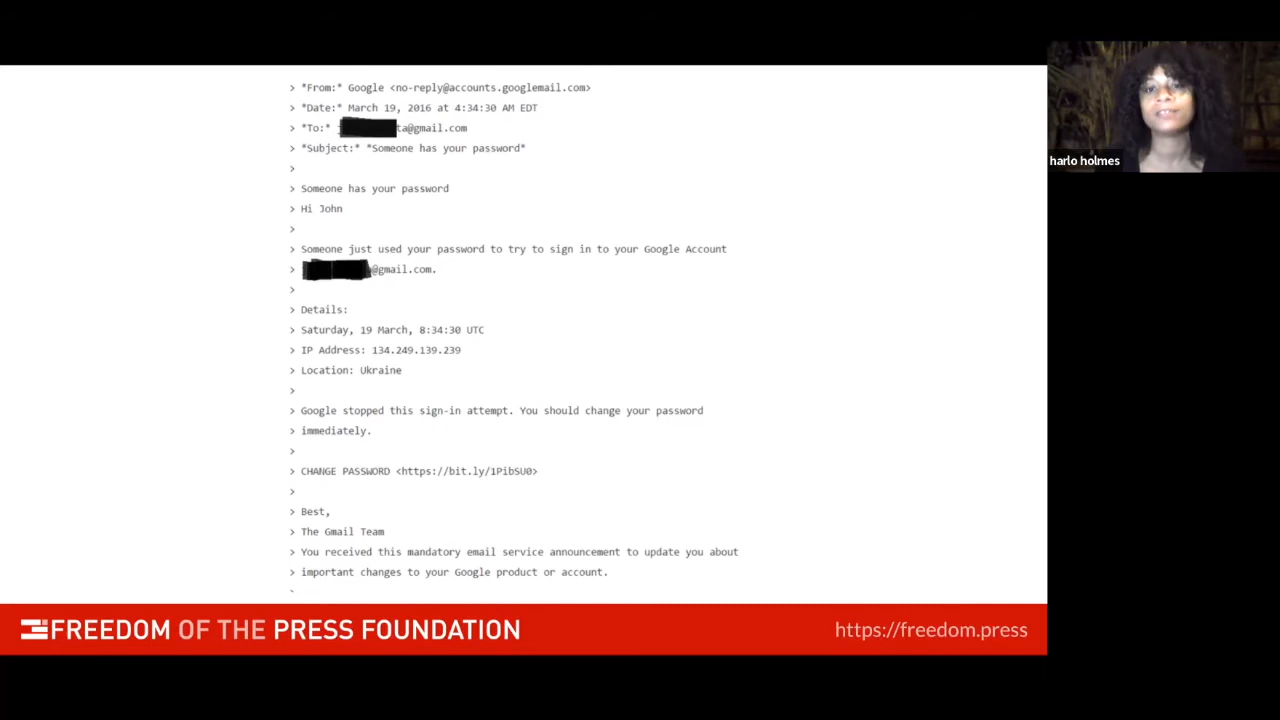 > *From:* Google <no-reply@accounts.googlemail.com>
> *Date:* March 19, 2016 at 4:34:30 AM EDT
> *To:* ta@gmail.com
> *Subject:* *Someone has your password*
>
> Someone has your password
> Hi John
>
> Someone just used your password to try to sign in to your Google Account
> @gmail.com.
>
> Details:
> Saturday, 19 March, 8:34:30 UTC
> IP Address: 134.249.139.239
> Location: Ukraine
>
> Google stopped this sign-in attempt. You should change your password
> immediately.
>
> CHANGE PASSWORD <https://bit.ly/1PibSU0>
>
> Best,
> The Gmail Team
> You received this mandatory email service announcement to update you about
> important changes to your Google product or account.
harlo holmes
FREEDOM OF THE PRESS FOUNDATION
https://freedom.press